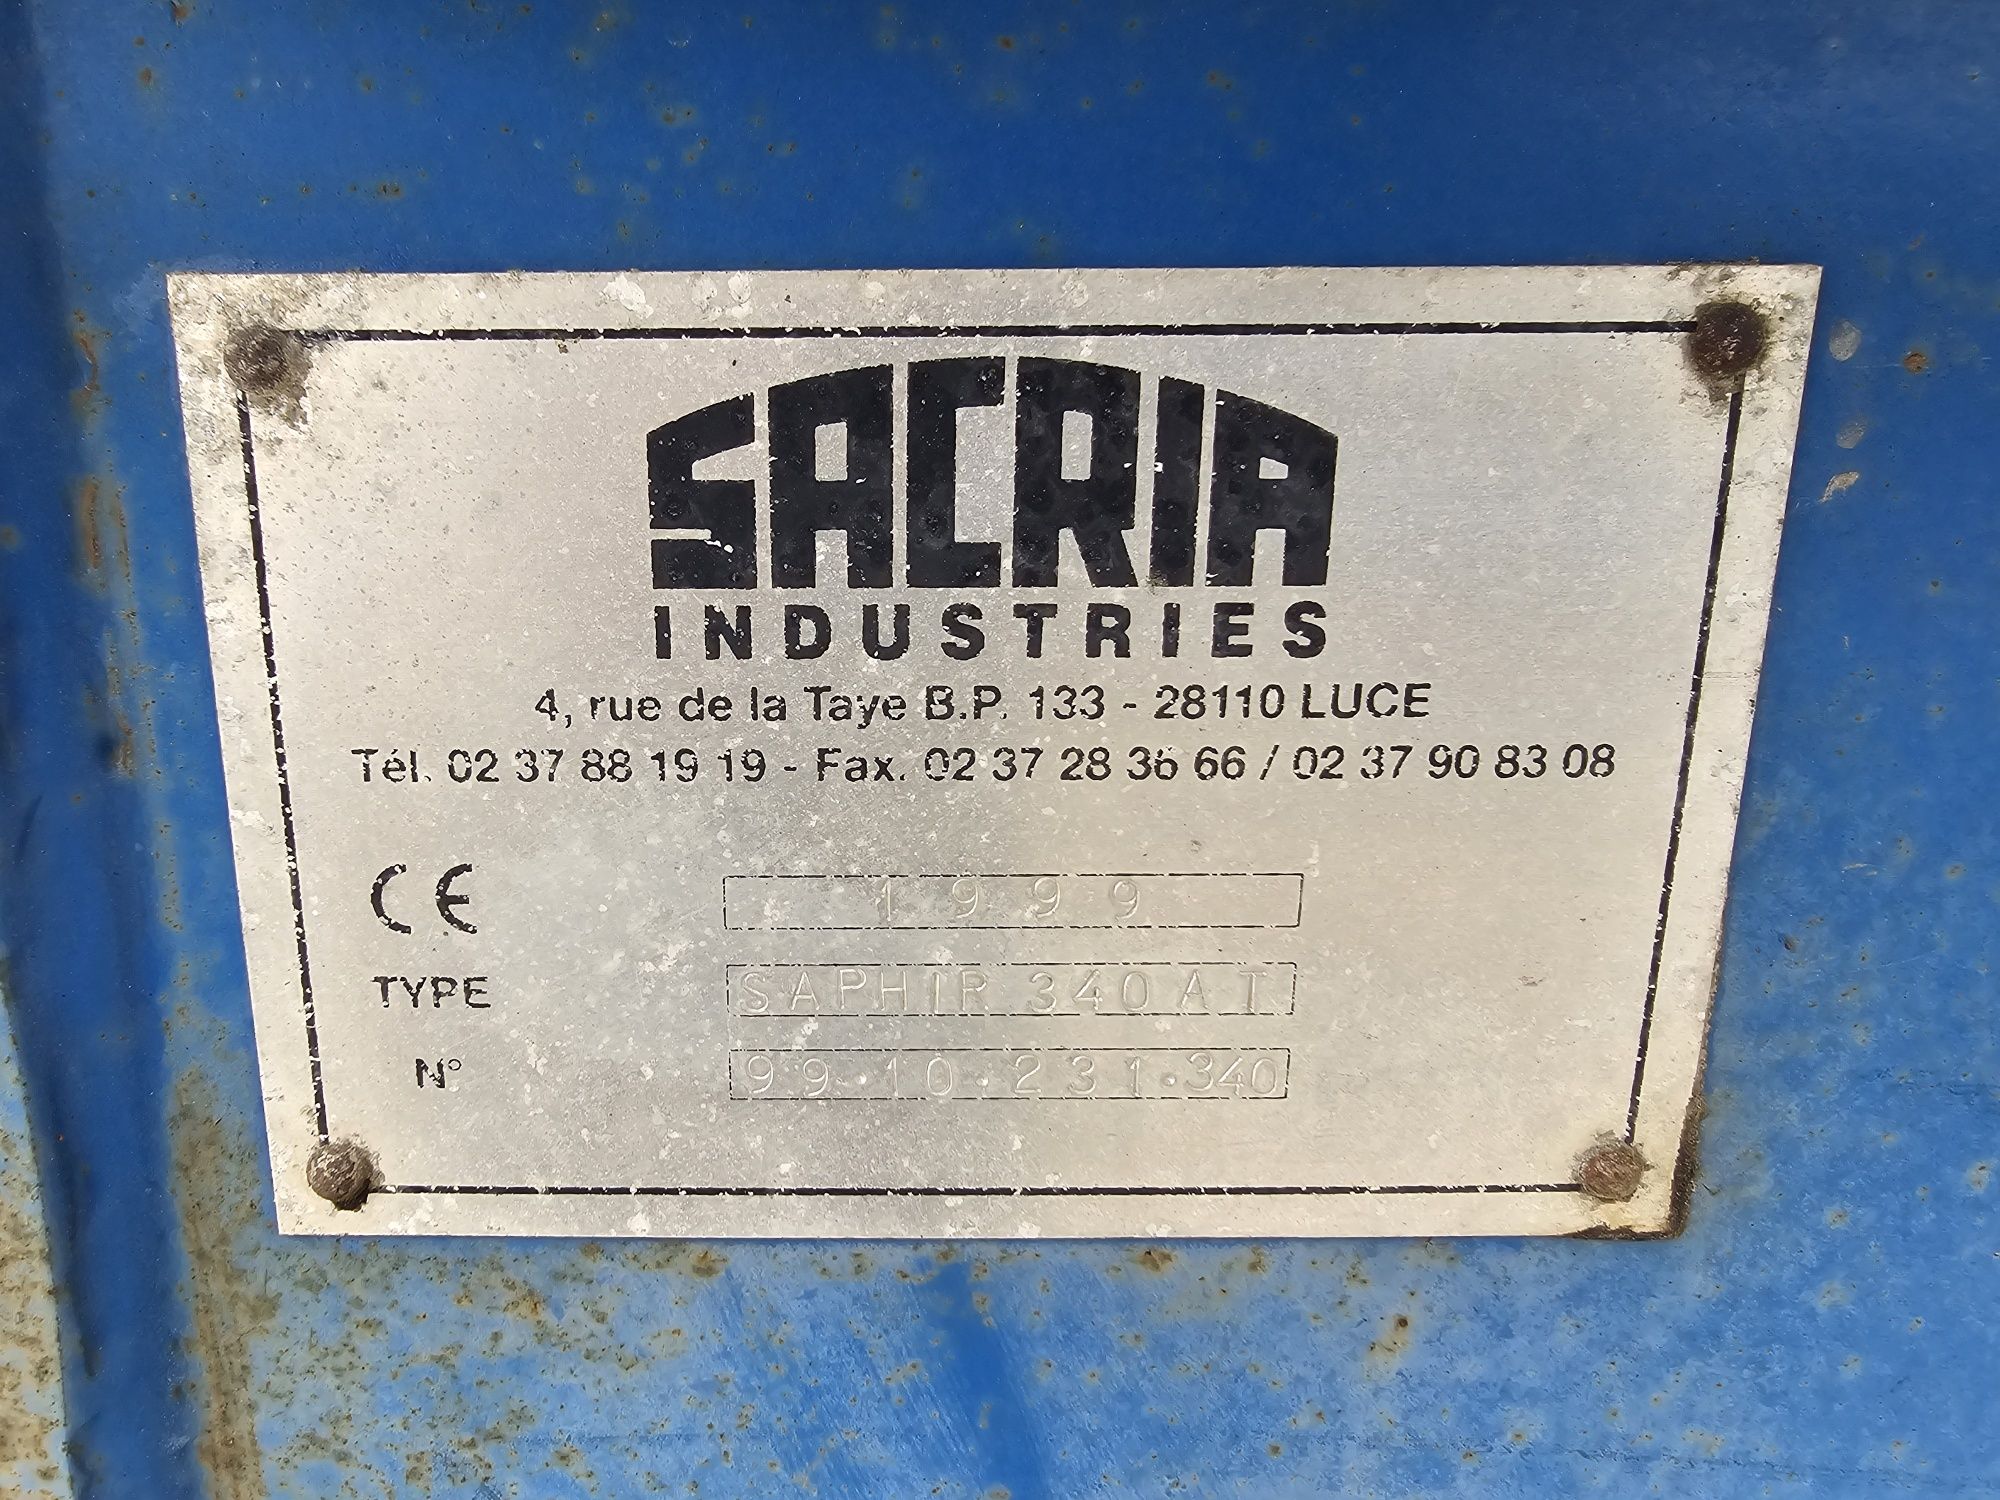 SACRIA
INDUSTRIES
4, rue de la Taye B.P. 133 - 28110 LUCE
Tél. 02 37 88 19 19 - Fax. 02 37 28 36 66 / 02 37 90 83 08
CE 1999
TYPE SAPHIR 340 AT
N° 99.10.231.340